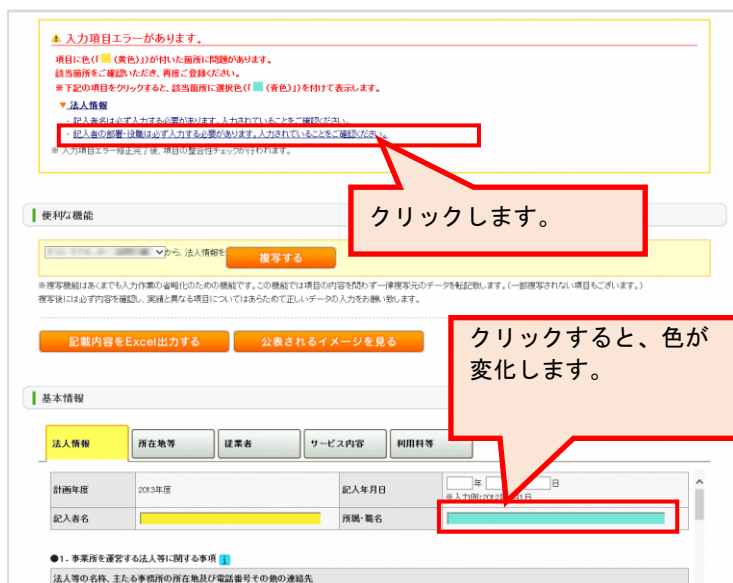 入力項目エラーがあります。
項目に色(「 (黄色)」)が付いた箇所に問題があります。
該当箇所をご確認いただき、再度ご登録ください。
※下記の項目をクリックすると、該当箇所に選択色(「 (青色)」)を付けて表示します。
▼ 法人情報
・記入者名は必ず入力する必要があります。入力されていることをご確認ください。
・記入者の部署・役職は必ず入力する必要があります。入力されていることをご確認ください。
※ 入力項目エラー修正完了後、項目の整合性チェックが行われます。
クリックします。
便利な機能
から、法人情報を
複写する
※複写機能はあくまでも入力作業の省略化のための機能です。この機能では項目の内容を問わず一律複写元のデータを転記致します。(一部複写されない項目もございます。)
複写後には必ず内容を確認し、実績と異なる項目についてはあらためて正しいデータの入力をお願い致します。
記載内容をExcel出力する
公表されるイメージを見る
クリックすると、色が
変化します。
基本情報
法人情報
所在地等
従業者
サービス内容
利用料等
計画年度
2013年度
記入年月日
年
日
※入力例:2012年
1日
記入者名
所属・職名
●1. 事業所を運営する法人等に関する事項 i
法人等の名称、主たる事務所の所在地及び電話番号その他の連絡先